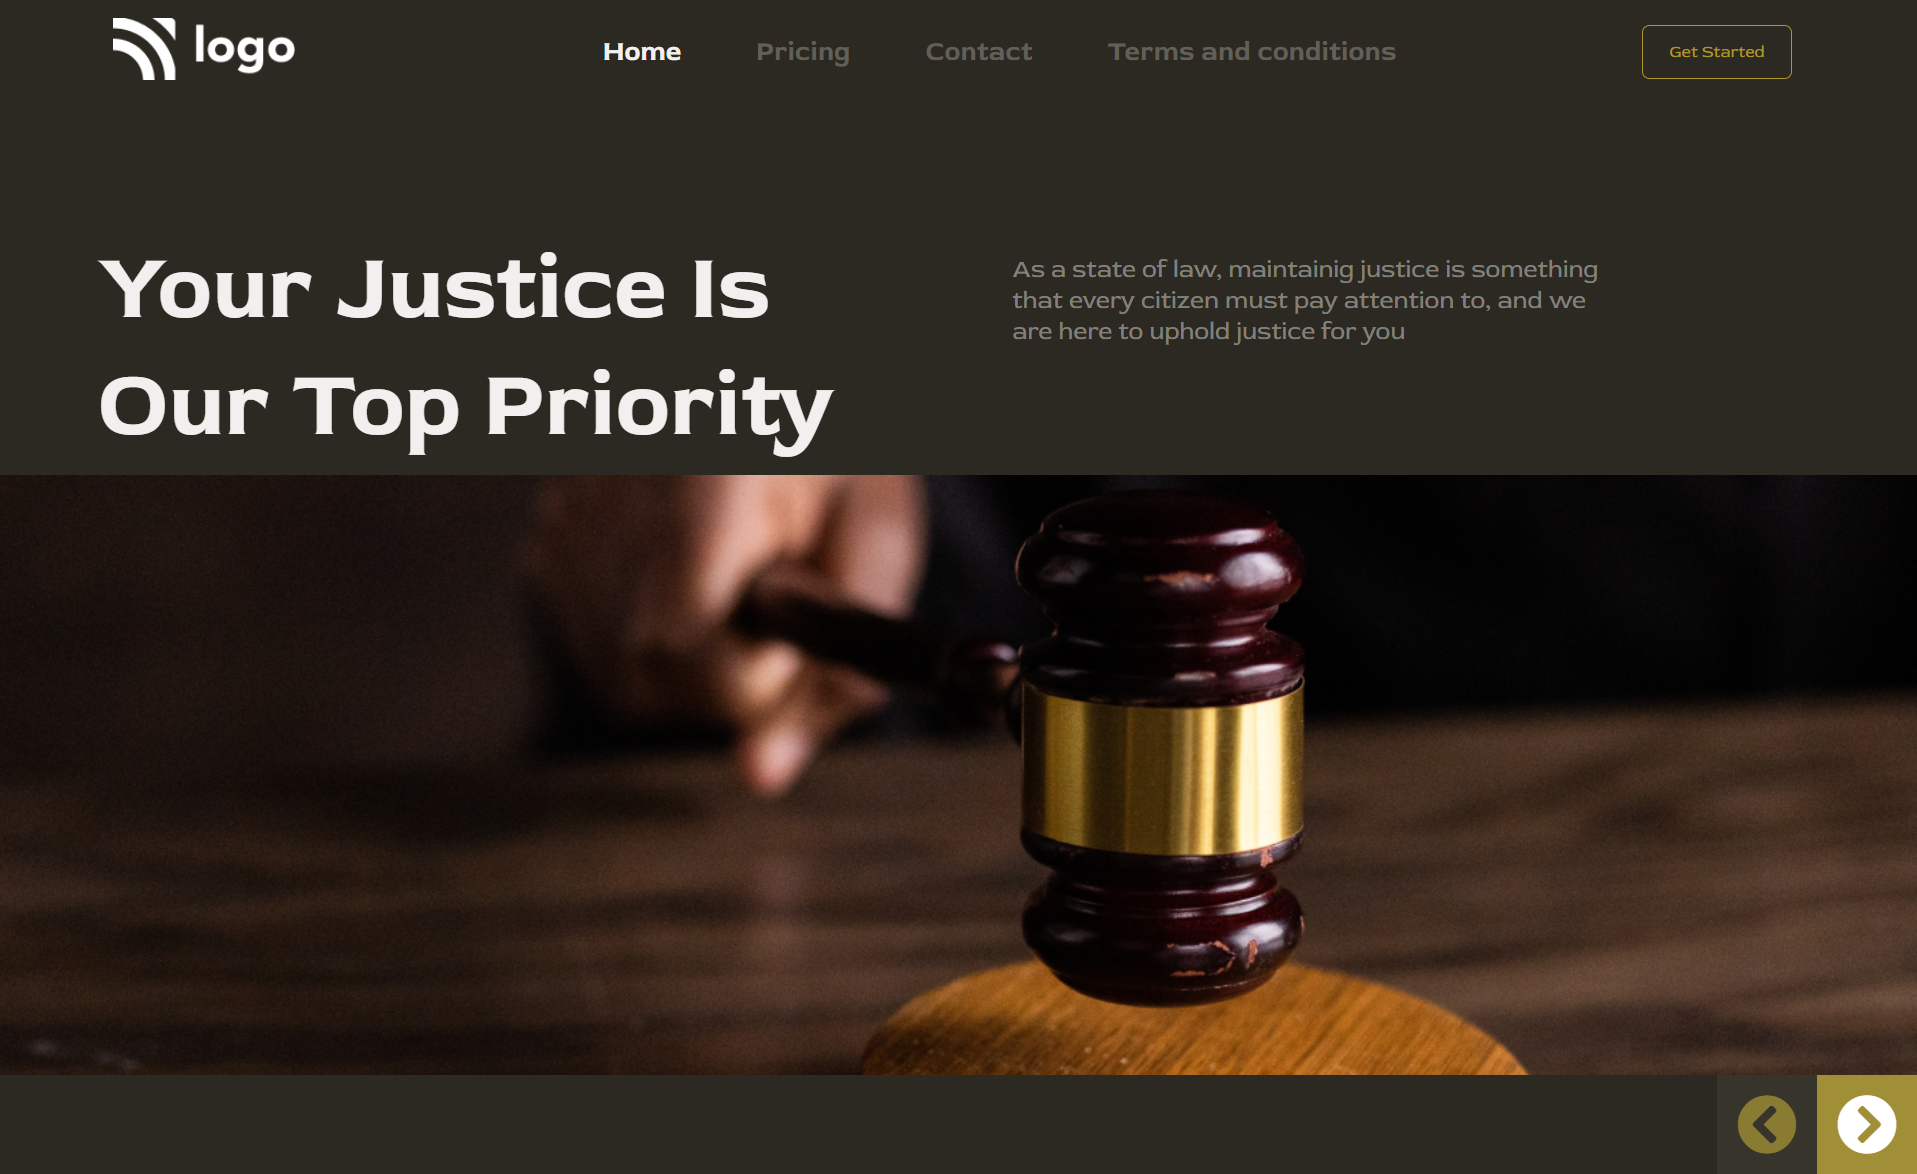 logo
Home Pricing Contact Terms and conditions
Get Started
Your Justice Is
Our Top Priority
As a state of law, maintainig justice is something
that every citizen must pay attention to, and we
are here to uphold justice for you